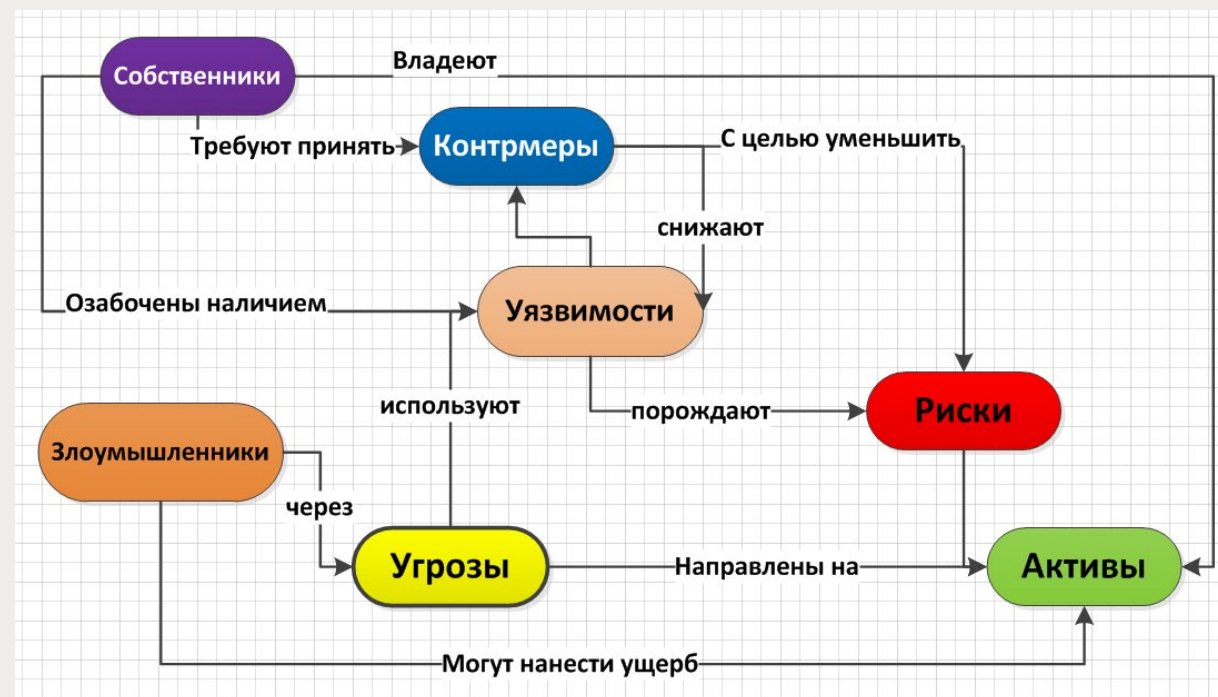 Владеют
Собственники
Требуют принять
Контрмеры
С целью уменьшить
снижают
Озабочены наличием
Уязвимости
используют
порождают
Риски
Злоумышленники
через
Угрозы
Направлены на
Активы
Могут нанести ущерб